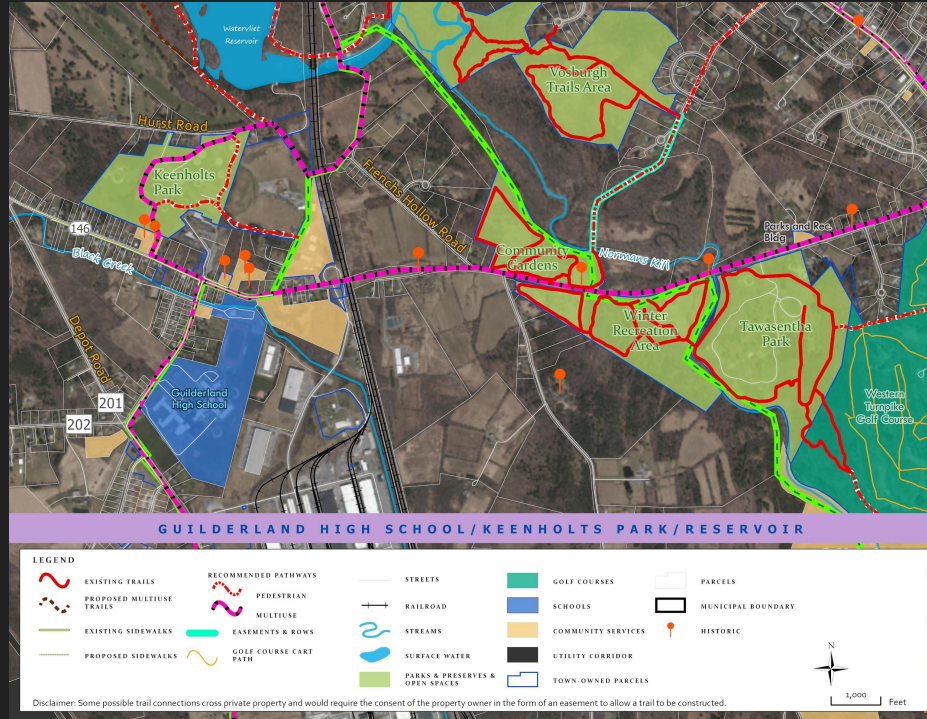 Watervliet
Reservoir
Vosburgh
Trails Area
Hurst Road
Keenholts
Park
Frenchs Hollow Road
146
Black Creek
Parks and Rec.
Bldg
Community
Gardens
Normans Kill
Winter
Recreation
Area
Tawasentha
Park
Depot Road
Guilderland
High School
201
202
Western
Turnpike
Golf Course
GUILDERLAND HIGH SCHOOL/KEENHOLTS PARK/RESERVOIR
LEGEND
EXISTING TRAILS
PROPOSED MULTIUSE
TRAILS
EXISTING SIDEWALKS
PROPOSED SIDEWALKS
RECOMMENDED PATHWAYS
PEDESTRIAN
MULTIUSE
EASEMENTS & ROWS
GOLF COURSE CART
PATH
STREETS
RAILROAD
STREAMS
SURFACE WATER
PARKS & PRESERVES &
OPEN SPACES
GOLF COURSES
SCHOOLS
COMMUNITY SERVICES
UTILITY CORRIDOR
TOWN-OWNED PARCELS
PARCELS
MUNICIPAL BOUNDARY
HISTORIC
N
1,000
Feet
Disclaimer: Some possible trail connections cross private property and would require the consent of the property owner in the form of an easement to allow a trail to be constructed.